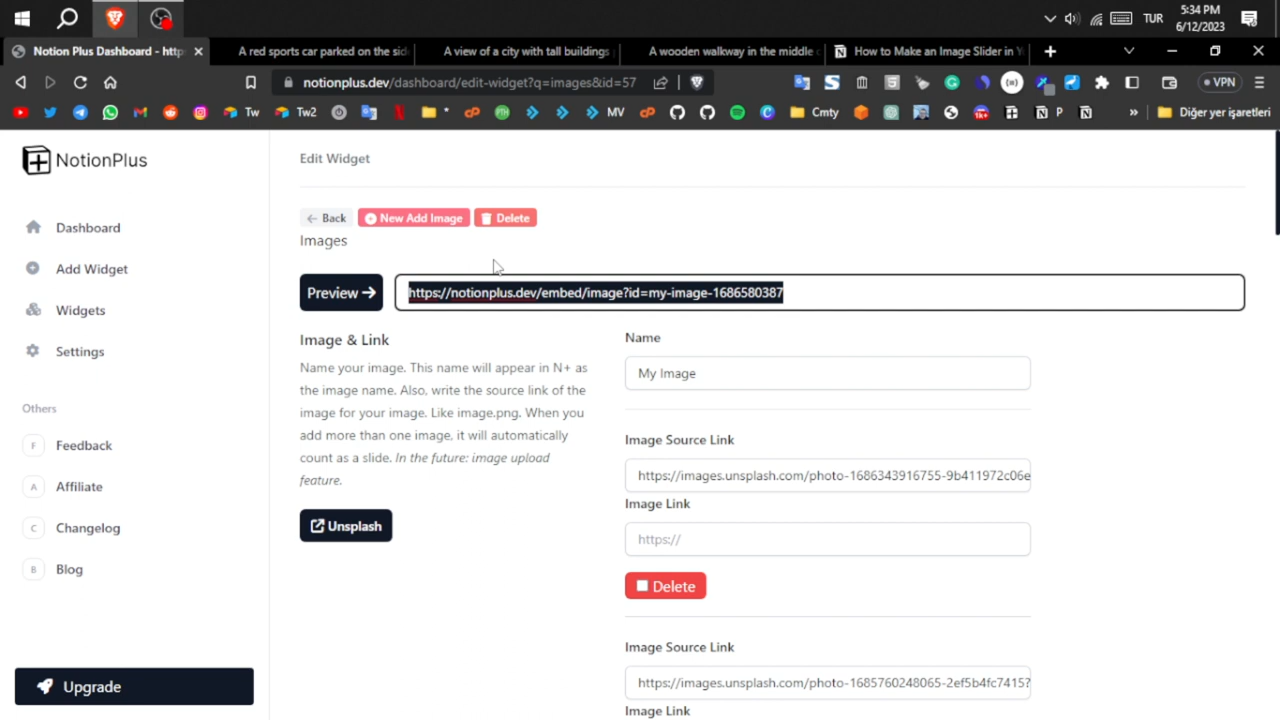 TUR
5:34 PM
6/12/2023
Notion Plus Dashboard - http
A red sports car parked on the sid
A view of a city with tall buildings
A wooden walkway in the middle o
How to Make an Image Slider in Y
notionplus.dev/dashboard/edit-widget?q=images&id=57
VPN
Tw
Tw2
*
MV
Cmty
P
Diğer yer işaretleri
NotionPlus
Dashboard
Add Widget
Widgets
Settings
Others
F Feedback
A Affiliate
C Changelog
B Blog
Upgrade
Edit Widget
Back
New Add Image
Delete
Images
Preview
https://notionplus.dev/embed/image?id=my-image-1686580387
Image & Link
Name your image. This name will appear in N+ as
the image name. Also, write the source link of the
image for your image. Like image.png. When you
add more than one image, it will automatically
count as a slide. In the future: image upload
feature.
Unsplash
Name
My Image
Image Source Link
https://images.unsplash.com/photo-1686343916755-9b411972c06e
Image Link
https://
Delete
Image Source Link
https://images.unsplash.com/photo-1685760248065-2ef5b4fc7415?
Image Link